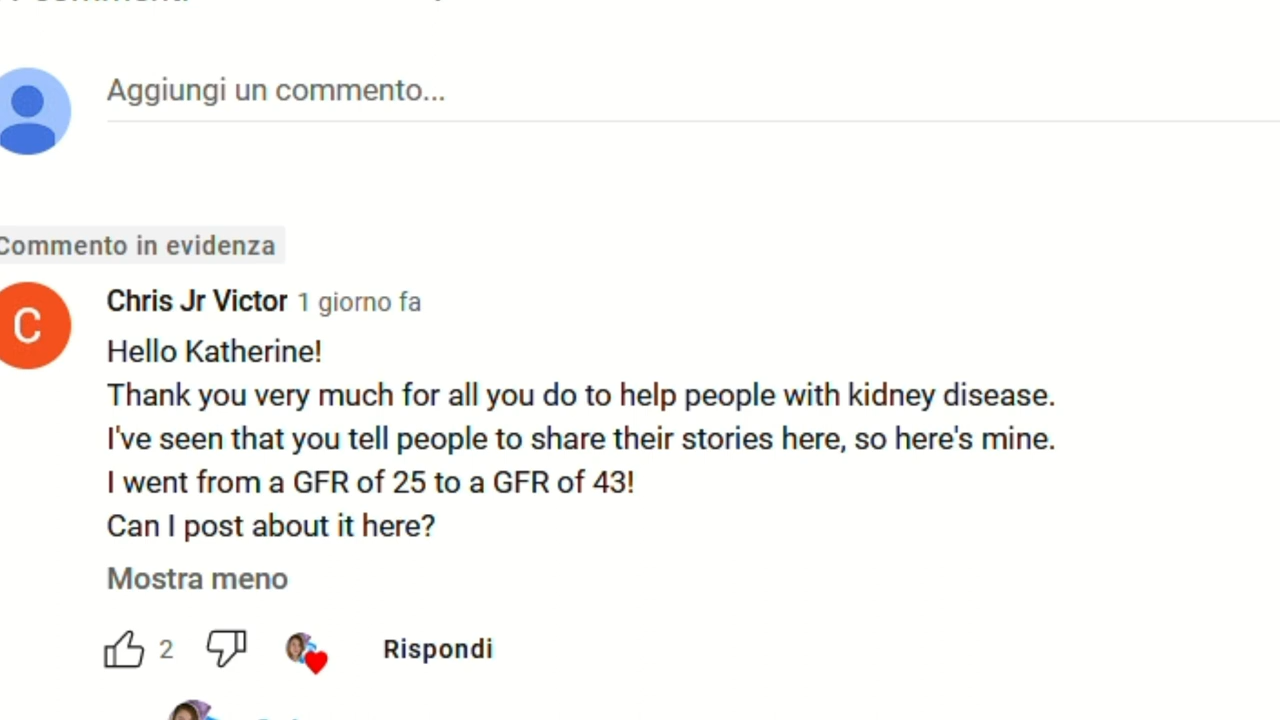 Aggiungi un commento...
Commento in evidenza
C
Chris Jr Victor 1 giorno fa
Hello Katherine!
Thank you very much for all you do to help people with kidney disease.
I've seen that you tell people to share their stories here, so here's mine.
I went from a GFR of 25 to a GFR of 43!
Can I post about it here?
Mostra meno
2 Rispondi